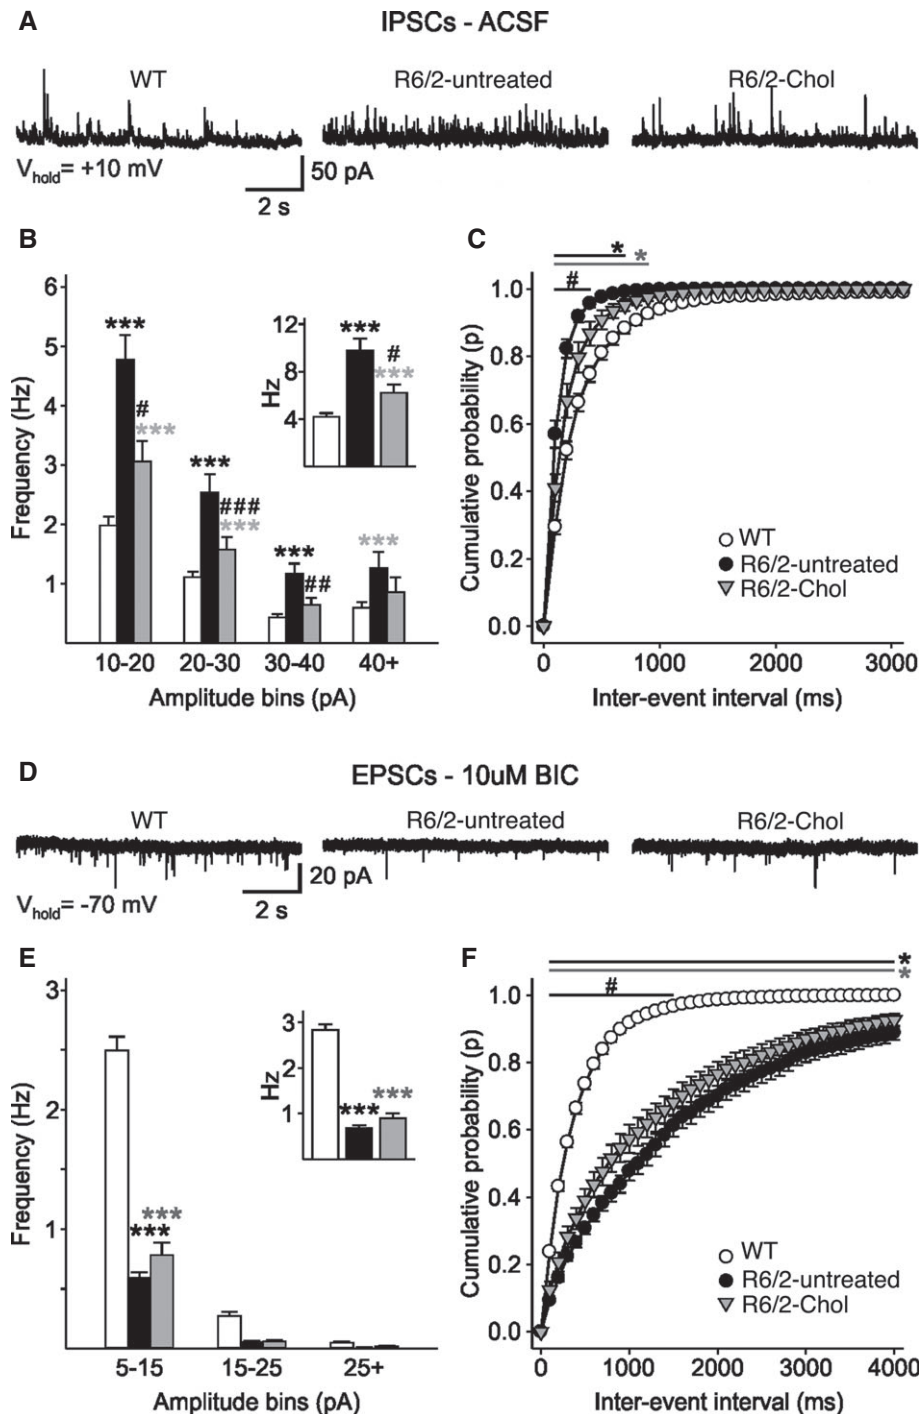 A
IPSCs - ACSF
WT
R6/2-untreated
R6/2-Chol
Vhold= +10 mV
50 pA
2 s
B
Frequency (Hz)
6
5
4
3
2
1
***
#
***
***
###
***
***
##
***
10-20
20-30
30-40
40+
Amplitude bins (pA)
Hz
12
8
4
***
#
***
C
*
*
#
Cumulative probability (p)
1.0
0.8
0.6
0.4
0.2
0.0
WT
R6/2-untreated
R6/2-Chol
0
1000
2000
3000
Inter-event interval (ms)
D
EPSCs - 10uM BIC
WT
R6/2-untreated
R6/2-Chol
Vhold= -70 mV
20 pA
2 s
E
Frequency (Hz)
3
2
1
***
***
5-15
15-25
25+
Amplitude bins (pA)
Hz
3
2
1
***
***
F
*
*
#
Cumulative probability (p)
1.0
0.8
0.6
0.4
0.2
0.0
WT
R6/2-untreated
R6/2-Chol
0
1000
2000
3000
4000
Inter-event interval (ms)